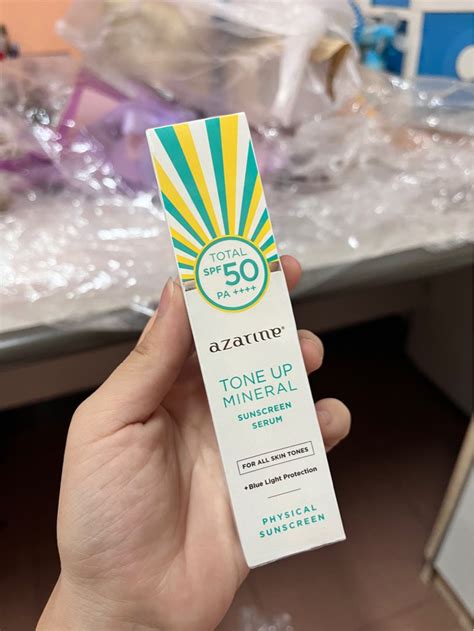 TOTAL
SPF 50
PA ++++
azarine®
TONE UP
MINERAL
SUNSCREEN
SERUM
FOR ALL SKIN TONES
+Blue Light Protection
PHYSICAL
SUNSCREEN